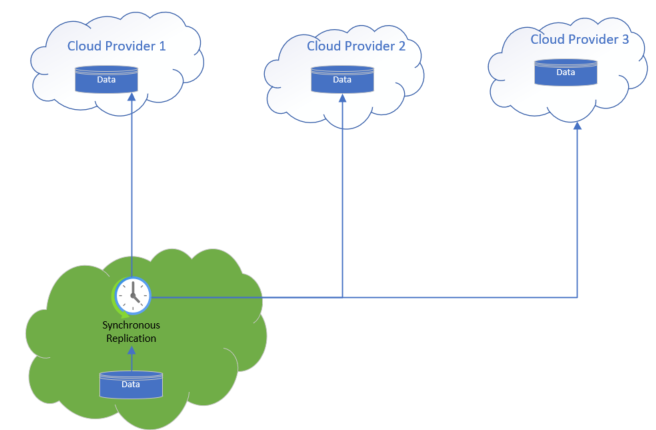 Cloud Provider 1
Data
Cloud Provider 2
Data
Cloud Provider 3
Data
Synchronous
Replication
Data